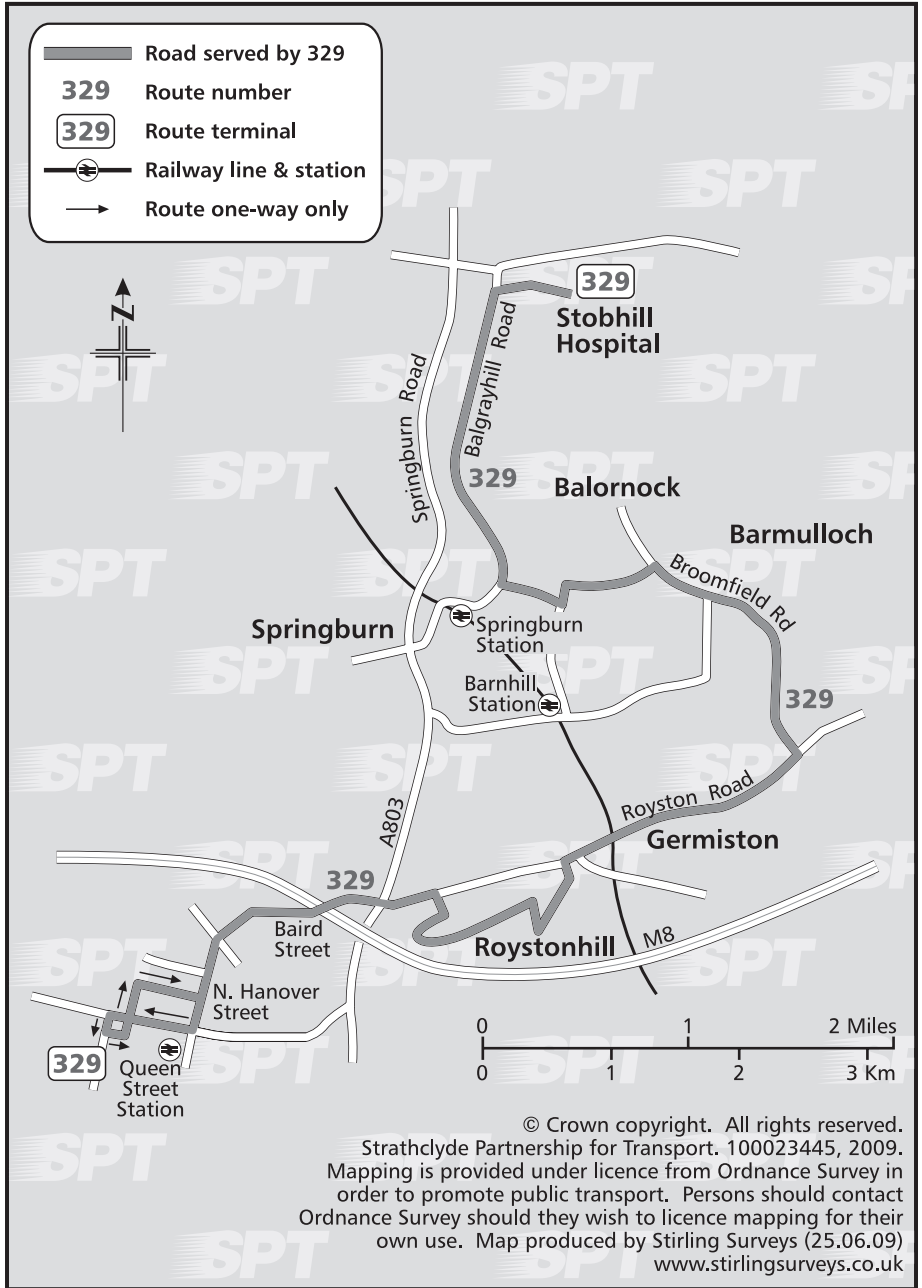 Road served by 329
329 Route number
329 Route terminal
Railway line & station
Route one-way only
SPT
SPT
SPT
SPT
N
329
Stobhill
Hospital
Springburn Road
Balgrayhill Road
329
Balornock
Barmulloch
Broomfield Rd
Springburn
Springburn
Station
Barnhill
Station
329
A803
Royston Road
Germiston
329
Baird
Street
Roystonhill
M8
N. Hanover
Street
329
Queen
Street
Station
0 1 2 Miles
0 1 2 3 Km
© Crown copyright. All rights reserved.
Strathclyde Partnership for Transport. 100023445, 2009.
Mapping is provided under licence from Ordnance Survey in
order to promote public transport. Persons should contact
Ordnance Survey should they wish to licence mapping for their
own use. Map produced by Stirling Surveys (25.06.09)
www.stirlingsurveys.co.uk